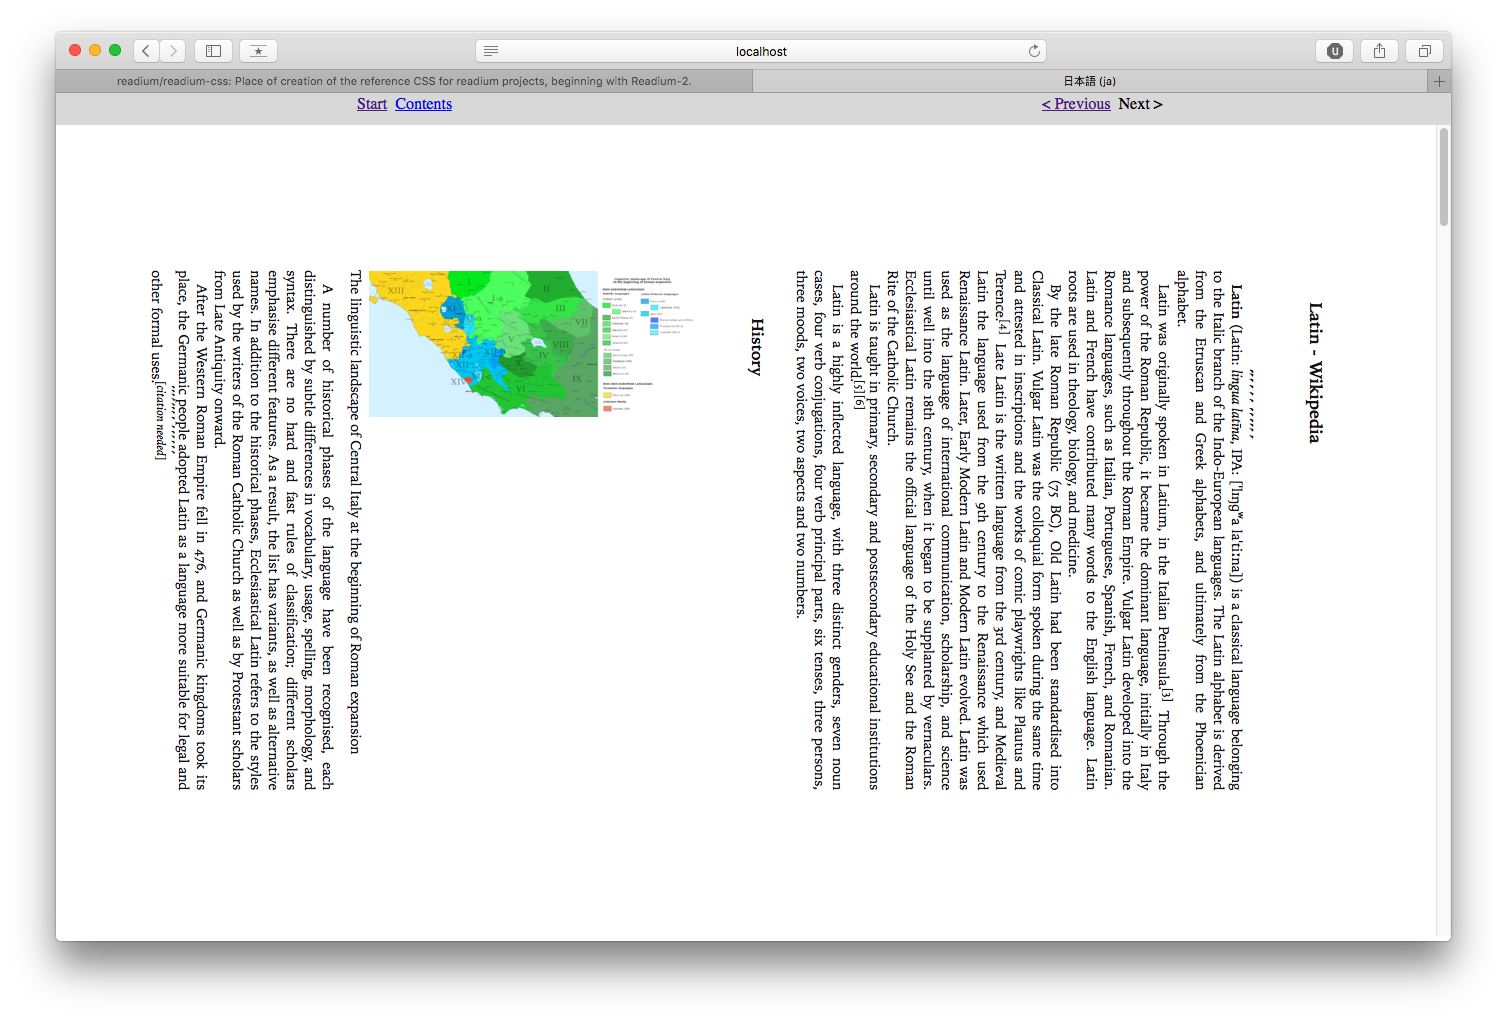 localhost
readium/readium-css: Place of creation of the reference CSS for readium projects, beginning with Readium-2.
日本語 (ja)
Start Contents
< Previous Next >
Latin - Wikipedia
Latin (Latin: lingua latīna, IPA: [ˈlɪŋɡʷa laˈtiːna]) is a classical language belonging
to the Italic branch of the Indo-European languages. The Latin alphabet is derived
from the Etruscan and Greek alphabets, and ultimately from the Phoenician
alphabet.
Latin was originally spoken in Latium, in the Italian Peninsula.[3] Through the
power of the Roman Republic, it became the dominant language, initially in Italy
and subsequently throughout the Roman Empire. Vulgar Latin developed into the
Romance languages, such as Italian, Portuguese, Spanish, French, and Romanian.
Latin and French have contributed many words to the English language. Latin
roots are used in theology, biology, and medicine.
By the late Roman Republic (75 BC), Old Latin had been standardised into
Classical Latin. Vulgar Latin was the colloquial form spoken during the same time
and attested in inscriptions and the works of comic playwrights like Plautus and
Terence.[4] Late Latin is the written language from the 3rd century, and Medieval
Latin the language used from the 9th century to the Renaissance which used
Renaissance Latin. Later, Early Modern Latin and Modern Latin evolved. Latin was
used as the language of international communication, scholarship, and science
until well into the 18th century, when it began to be supplanted by vernaculars.
Ecclesiastical Latin remains the official language of the Holy See and the Roman
Rite of the Catholic Church.
Latin is taught in primary, secondary and postsecondary educational institutions
around the world.[5][6]
Latin is a highly inflected language, with three distinct genders, seven noun
cases, four verb conjugations, four verb principal parts, six tenses, three persons,
three moods, two voices, two aspects and two numbers.
History
I
II
III
I-a
IV
V
VI
VII
VIII
IX
XII
XIII
XIV
The linguistic landscape of Central Italy at the beginning of Roman expansion
A number of historical phases of the language have been recognised, each
distinguished by subtle differences in vocabulary, usage, spelling, morphology, and
syntax. There are no hard and fast rules of classification; different scholars
emphasise different features. As a result, the list has variants, as well as alternative
names. In addition to the historical phases, Ecclesiastical Latin refers to the styles
used by the writers of the Roman Catholic Church as well as by Protestant scholars
from Late Antiquity onward.
After the Western Roman Empire fell in 476, and Germanic kingdoms took its
place, the Germanic people adopted Latin as a language more suitable for legal and
other formal uses.[citation needed]